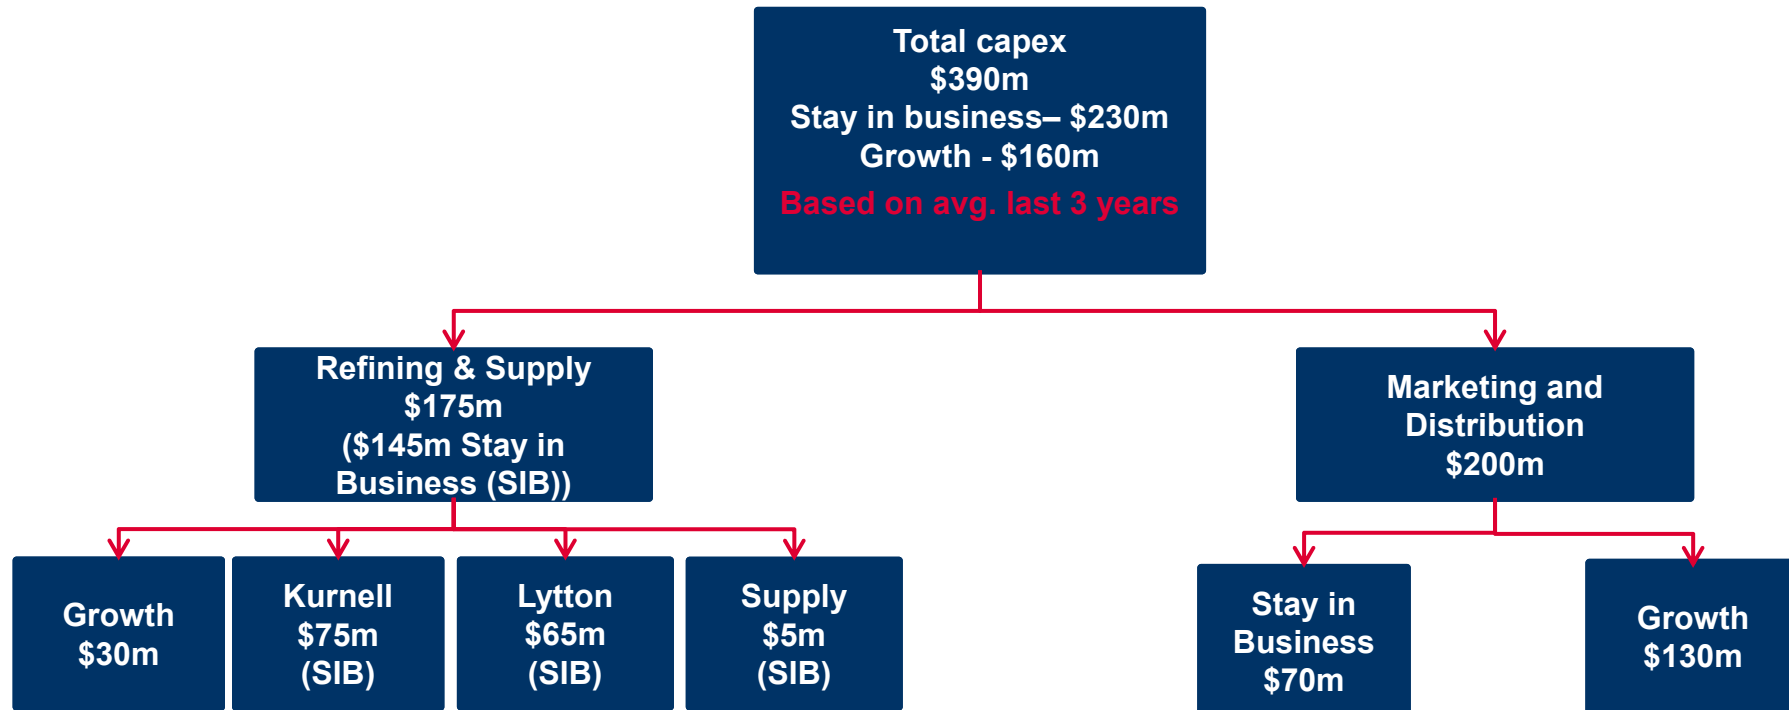 Total capex
$390m
Stay in business– $230m
Growth - $160m
Based on avg. last 3 years
Refining & Supply
$175m
($145m Stay in
Business (SIB))
Marketing and
Distribution
$200m
Growth
$30m
Kurnell
$75m
(SIB)
Lytton
$65m
(SIB)
Supply
$5m
(SIB)
Stay in
Business
$70m
Growth
$130m